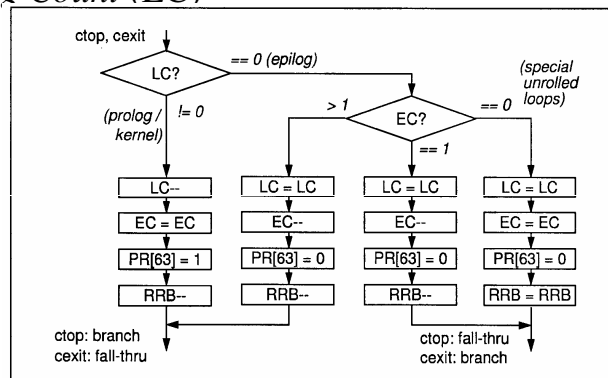 Count (EC)
ctop, cexit
LC?
== 0 (epilog)
(special
unrolled
loops)
(prolog /
kernel)
!= 0
> 1
EC?
== 0
== 1
LC--
LC = LC
LC = LC
LC = LC
EC = EC
EC--
EC--
EC = EC
PR[63] = 1
PR[63] = 0
PR[63] = 0
PR[63] = 0
RRB--
RRB--
RRB--
RRB = RRB
ctop: branch
cexit: fall-thru
ctop: fall-thru
cexit: branch